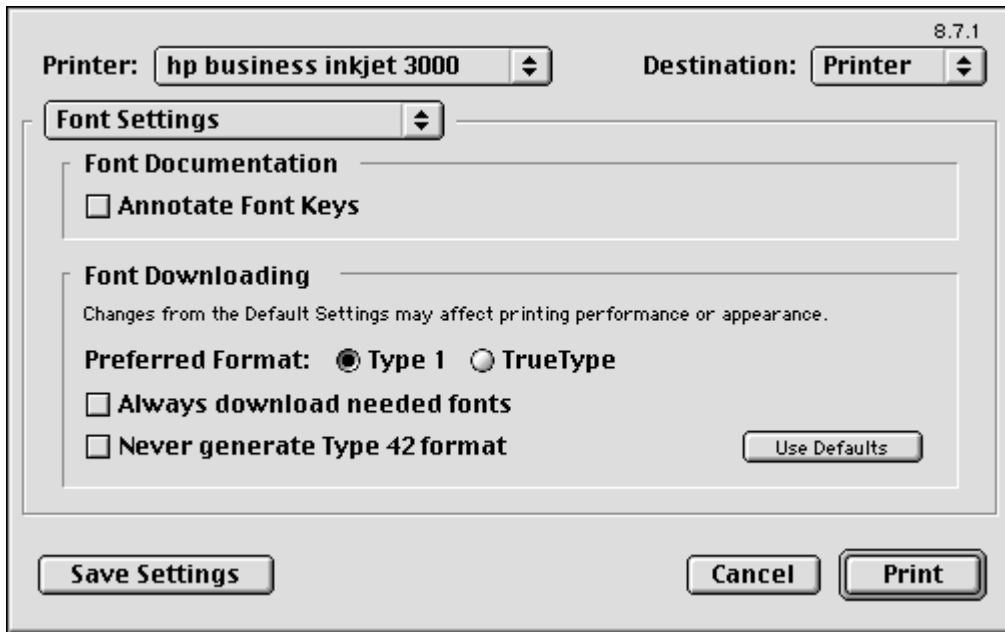 8.7.1
Printer: hp business inkjet 3000 Destination: Printer
Font Settings
Font Documentation
Annotate Font Keys
Font Downloading
Changes from the Default Settings may affect printing performance or appearance.
Preferred Format: Type 1 TrueType
Always download needed fonts
Never generate Type 42 format Use Defaults
Save Settings Cancel Print